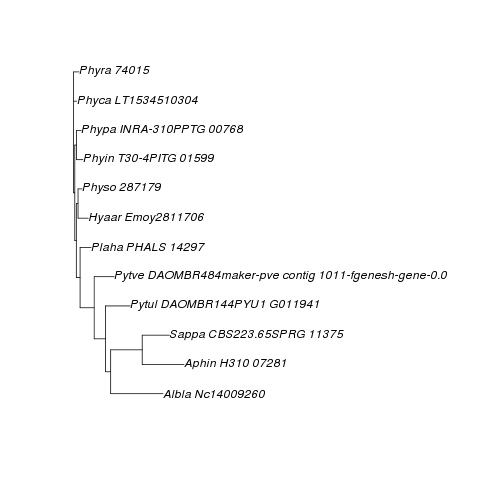 Phyra 74015
Phyca LT1534510304
Phypa INRA-310PPTG 00768
Phyin T30-4PITG 01599
Physo 287179
Hyaar Emoy2811706
Plaha PHALS 14297
Pytve DAOMBR484maker-pve contig 1011-fgenesh-gene-0.0
Pytul DAOMBR144PYU1 G011941
Sappa CBS223.65SPRG 11375
Aphin H310 07281
Albla Nc14009260